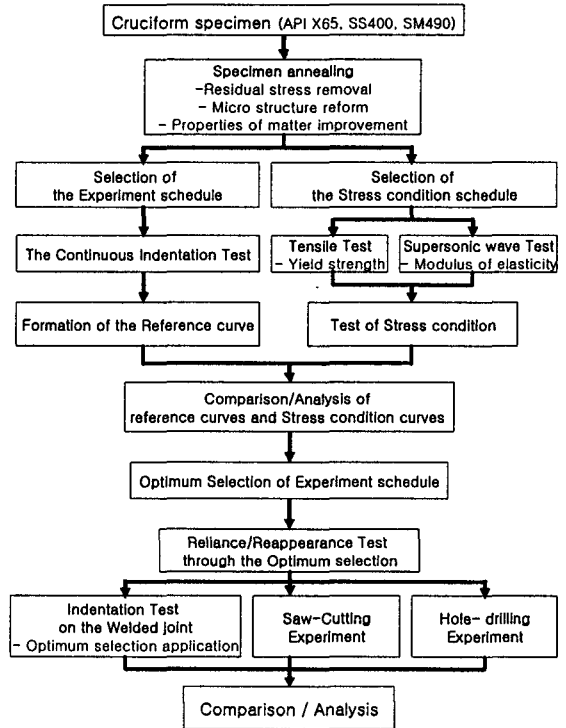 Cruciform specimen (API X65, SS400, SM490)
Specimen annealing
-Residual stress removal
- Micro structure reform
- Properties of matter improvement
Selection of
the Experiment schedule
Selection of
the Stress condition schedule
The Continuous Indentation Test
Tensile Test
- Yield strength
Supersonic wave Test
- Modulus of elasticity
Formation of the Reference curve
Test of Stress condition
Comparison/Analysis of
reference curves and Stress condition curves
Optimum Selection of Experiment schedule
Reliance/Reappearance Test
through the Optimum selection
Indentation Test
on the Welded joint
- Optimum selection application
Saw-Cutting
Experiment
Hole- drilling
Experiment
Comparison / Analysis